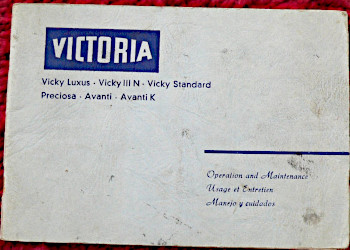 VICTORIA
Vicky Luxus · Vicky III N · Vicky Standard
Preciosa · Avanti · Avanti K
Operation and Maintenance
Usage et Entretien
Manejo y cuidados